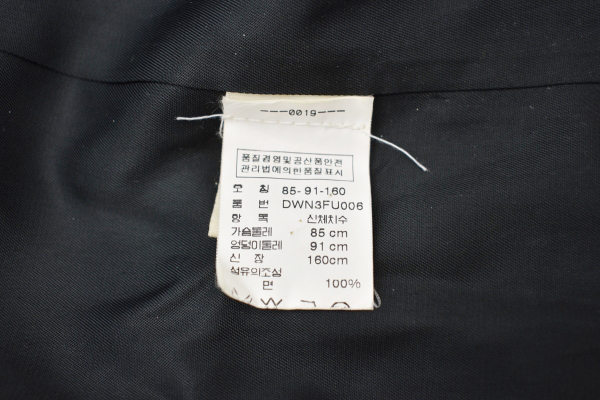 ---0019---
품질경영및공산품안전
관리법에의한품질표시
호 칭 85-91-160
품 번 DWN3FU006
항 목 신체치수
가슴둘레 85 cm
엉덩이둘레 91 cm
신 장 160cm
섬유의조성
면 100%